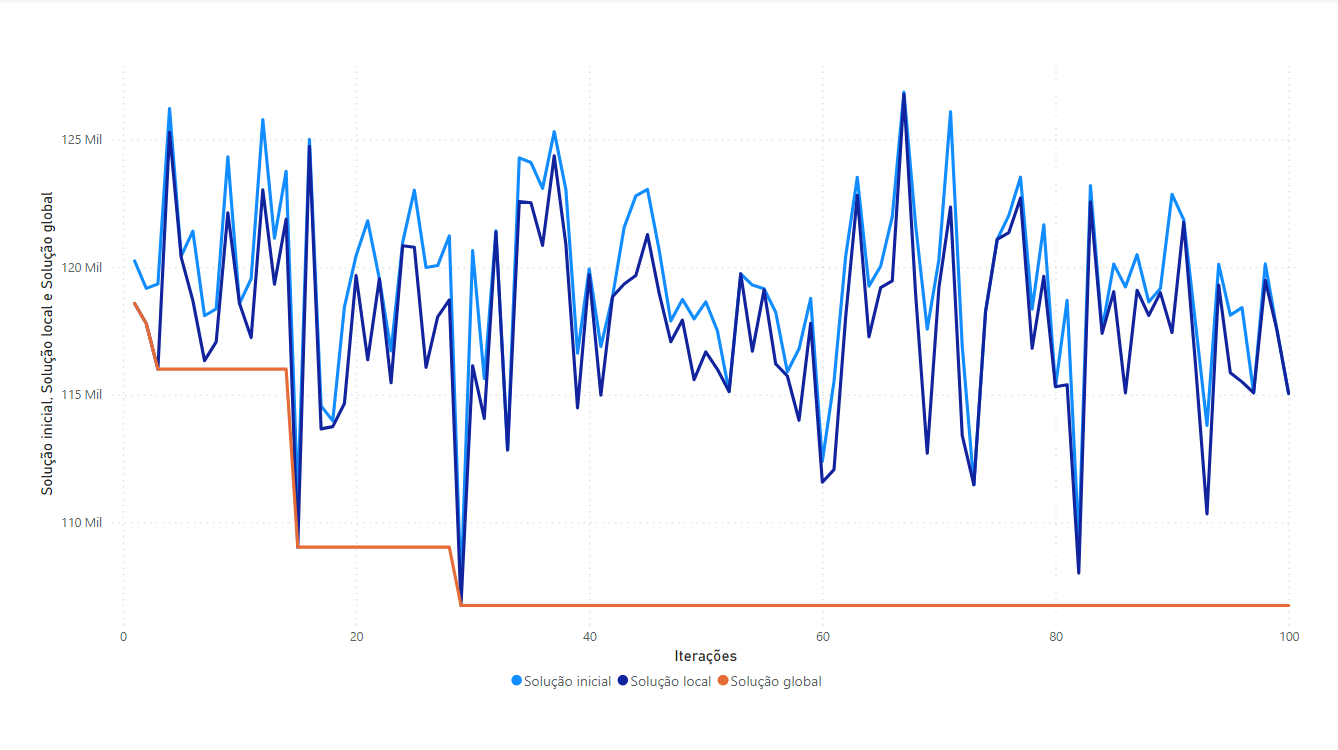 Solução inicial, Solução local e Solução global
125 Mil
120 Mil
115 Mil
110 Mil
0 20 40 60 80 100
Iterações
Solução inicial Solução local Solução global